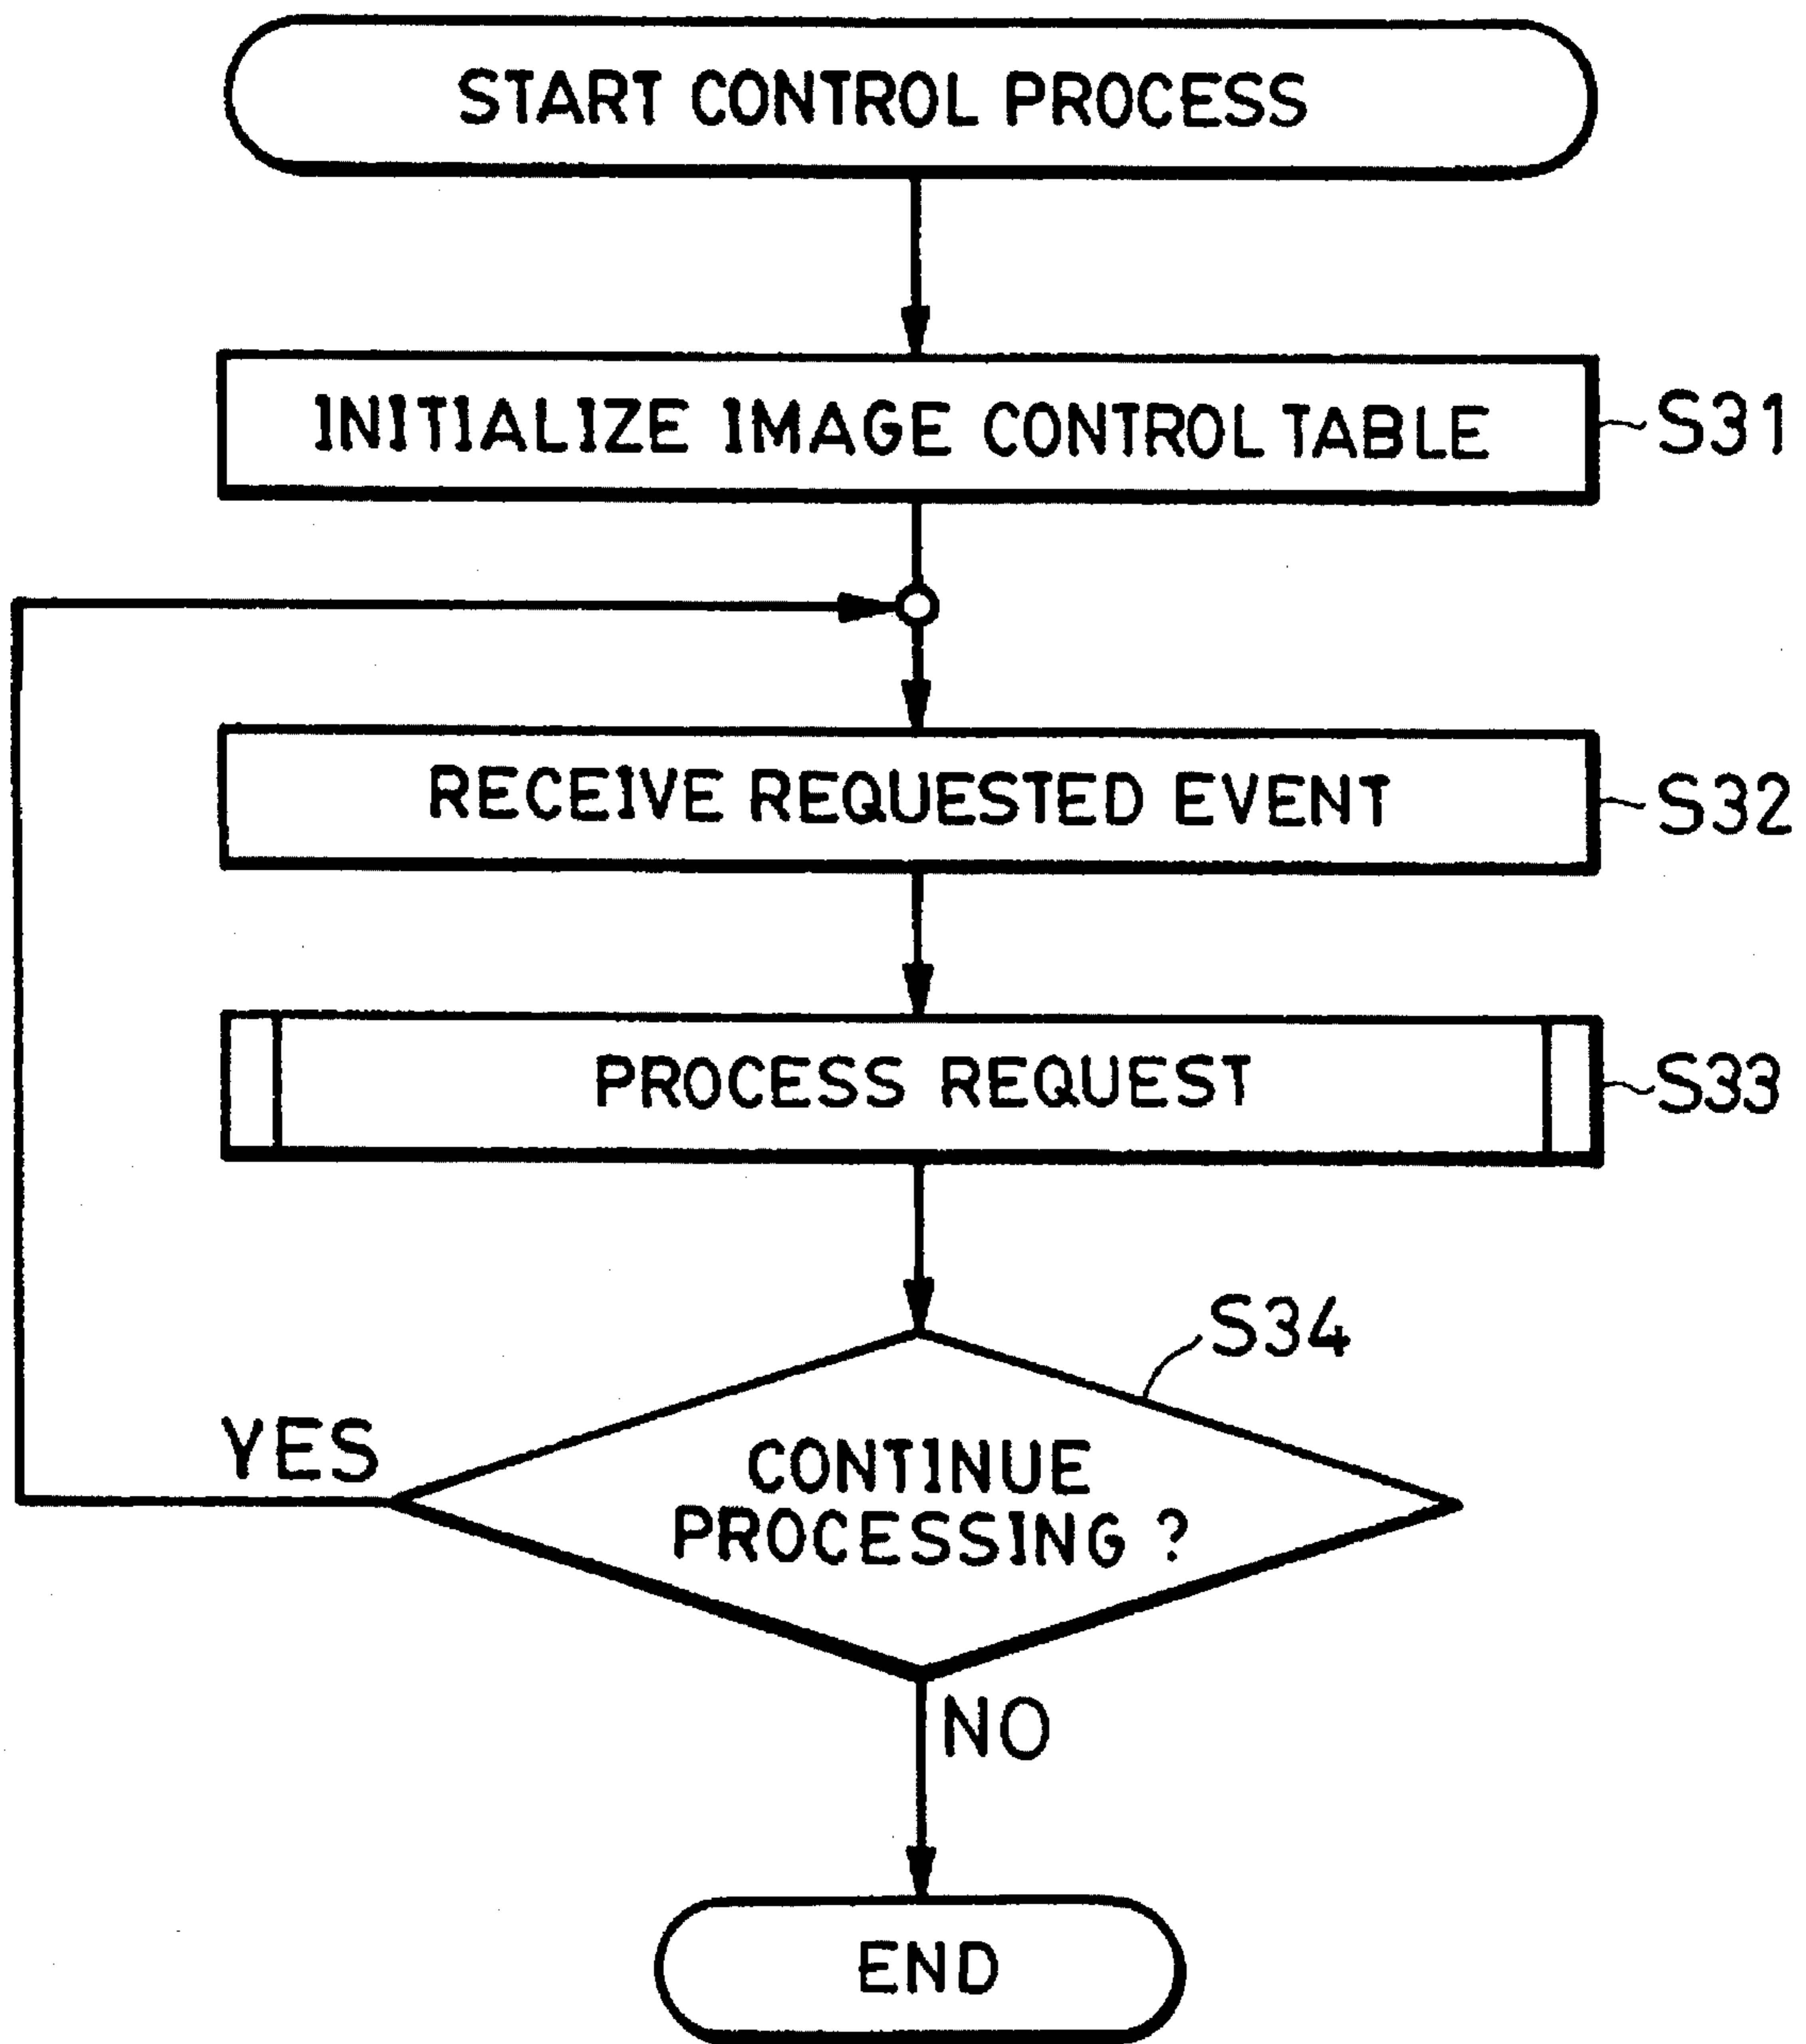 START CONTROL PROCESS
INITIALIZE IMAGE CONTROL TABLE
S31
RECEIVE REQUESTED EVENT
S32
PROCESS REQUEST
S33
S34
YES
CONTINUE
PROCESSING ?
NO
END